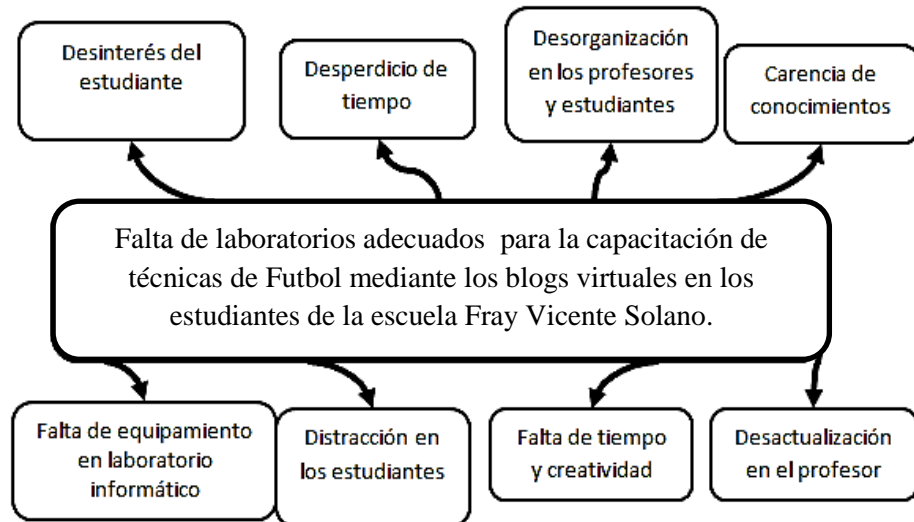 Desinterés del
estudiante
Desperdicio de
tiempo
Desorganización
en los profesores
y estudiantes
Carencia de
conocimientos
Falta de laboratorios adecuados  para la capacitación de
técnicas de Futbol mediante los blogs virtuales en los
estudiantes de la escuela Fray Vicente Solano.
Falta de equipamiento
en laboratorio
informático
Distracción en
los estudiantes
Falta de tiempo
y creatividad
Desactualización
en el profesor